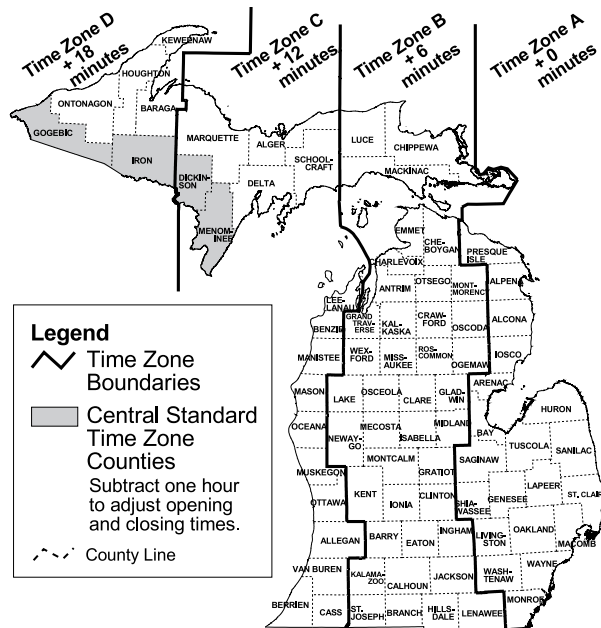 Time Zone D
+ 18
minutes
Time Zone C
+ 12
minutes
Time Zone B
+ 6
minutes
Time Zone A
+ 0
minutes
KEWEENAW
HOUGHTON
ONTONAGON
BARAGA
GOGEBIC
IRON
MARQUETTE
ALGER
LUCE
CHIPPEWA
SCHOOL-
CRAFT
MACKINAC
DICKIN-
SON
DELTA
MENOM-
INEE
EMMET
CHE-
BOYGAN
PRESQUE
ISLE
CHARLEVOIX
ANTRIM
OTSEGO
MONT-
MORENCY
ALPENA
LEE-
LANAU
BENZIE
GRAND
TRAV-
ERSE
KAL-
KASKA
CRAW-
FORD
OSCODA
ALCONA
MANISTEE
WEX-
FORD
MISS-
AUKEE
ROS-
COMMON
OGEMAW
IOSCO
ARENAC
MASON
LAKE
OSCEOLA
CLARE
GLAD-
WIN
HURON
OCEANA
NEWAY-
GO
MECOSTA
ISABELLA
MIDLAND
BAY
TUSCOLA
SANILAC
MONTCALM
GRATIOT
SAGINAW
MUSKEGON
KENT
IONIA
CLINTON
SHIA-
WASSEE
GENESEE
LAPEER
ST. CLAIR
OTTAWA
ALLEGAN
BARRY
EATON
INGHAM
LIVING-
STON
OAKLAND
MACOMB
VAN BUREN
KALAMA-
ZOO
CALHOUN
JACKSON
WASH-
TENAW
WAYNE
BERRIEN
CASS
ST.
JOSEPH
BRANCH
HILLS-
DALE
LENAWEE
MONROE
Legend
Time Zone
Boundaries
Central Standard
Time Zone
Counties
Subtract one hour
to adjust opening
and closing times.
County Line